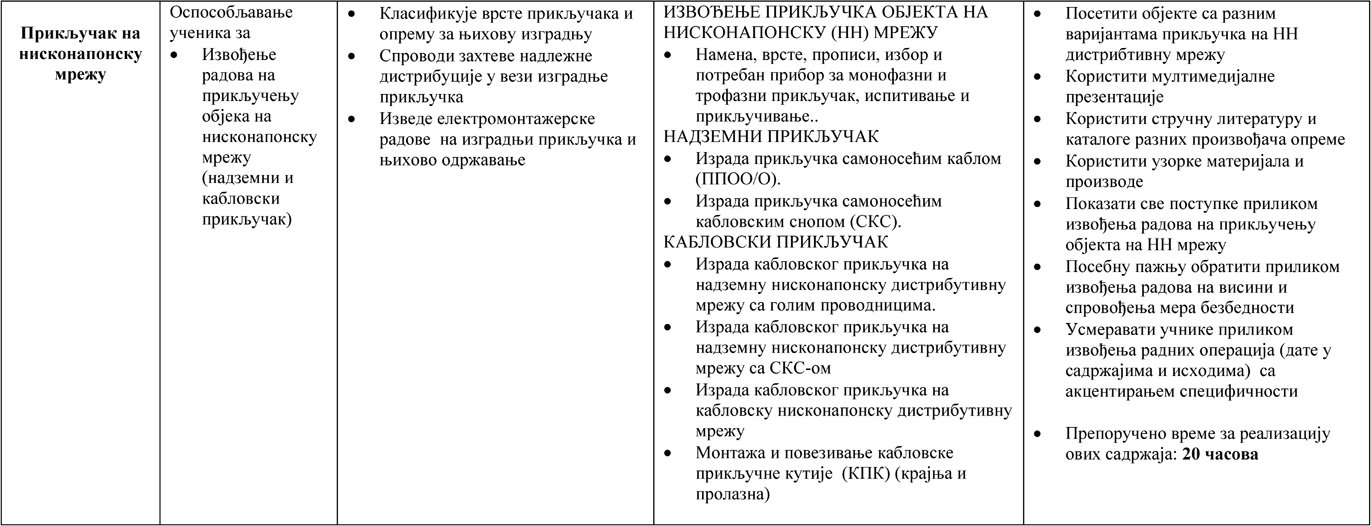 Прикључак на
нисконапонску
мрежу
Оспособљавање
ученика за
• Извођење
радова на
прикључењу
објека на
нисконапонску
мрежу
(надземни и
кабловски
прикључак)
• Класификује врсте прикључака и
опрему за њихову изградњу
• Спроводи захтеве надлежне
дистрибуције у вези изградње
прикључка
• Изведе електромонтажерске
радове на изградњи прикључка и
њихово одржавање
ИЗВОЂЕЊЕ ПРИКЉУЧКА ОБЈЕКТА НА
НИСКОНАПОНСКУ (НН) МРЕЖУ
• Намена, врсте, прописи, избор и
потребан прибор за монофазни и
трофазни прикључак, испитивање и
прикључивање..
НАДЗЕМНИ ПРИКЉУЧАК
• Израда прикључка самоносећим каблом
(ППОО/О).
• Израда прикључка самоносећим
кабловским снопом (СКС).
КАБЛОВСКИ ПРИКЉУЧАК
• Израда кабловског прикључка на
надземну нисконапонску дистрибутивну
мрежу са голим проводницима.
• Израда кабловског прикључка на
надземну нисконапонску дистрибутивну
мрежу са СКС-ом
• Израда кабловског прикључка на
кабловску нисконапонску дистрибутивну
мрежу
• Монтажа и повезивање кабловске
прикључне кутије (КПК) (крајња и
пролазна)
• Посетити објекте са разним
варијантама прикључка на НН
дистрибтивну мрежу
• Користити мултимедијалне
презентације
• Користити стручну литературу и
каталоге разних произвођача опреме
• Користити узорке материјала и
производе
• Показати све поступке приликом
извођења радова на прикључењу
објекта на НН мрежу
• Посебну пажњу обратити приликом
извођења радова на висини и
спровођења мера безбедности
• Усмеравати учнике приликом
извођења радних операција (дате у
садржајима и исходима) са
акцентирањем специфичности
• Препоручено време за реализацију
ових садржаја: 20 часова